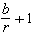 b/r + 1